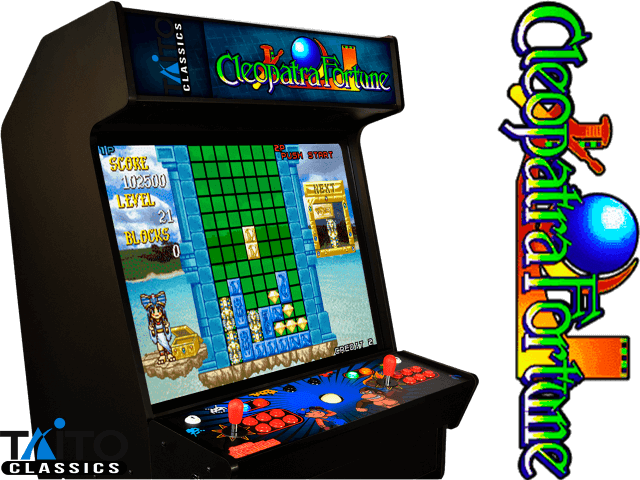 TAITO
CLASSICS
Cleopatra Fortune
1P
2P
PUSH START
SCORE
102500
LEVEL
21
BLOCKS
0
NEXT
CREDIT 2
TAITO
CLASSICS
Cleopatra Fortune